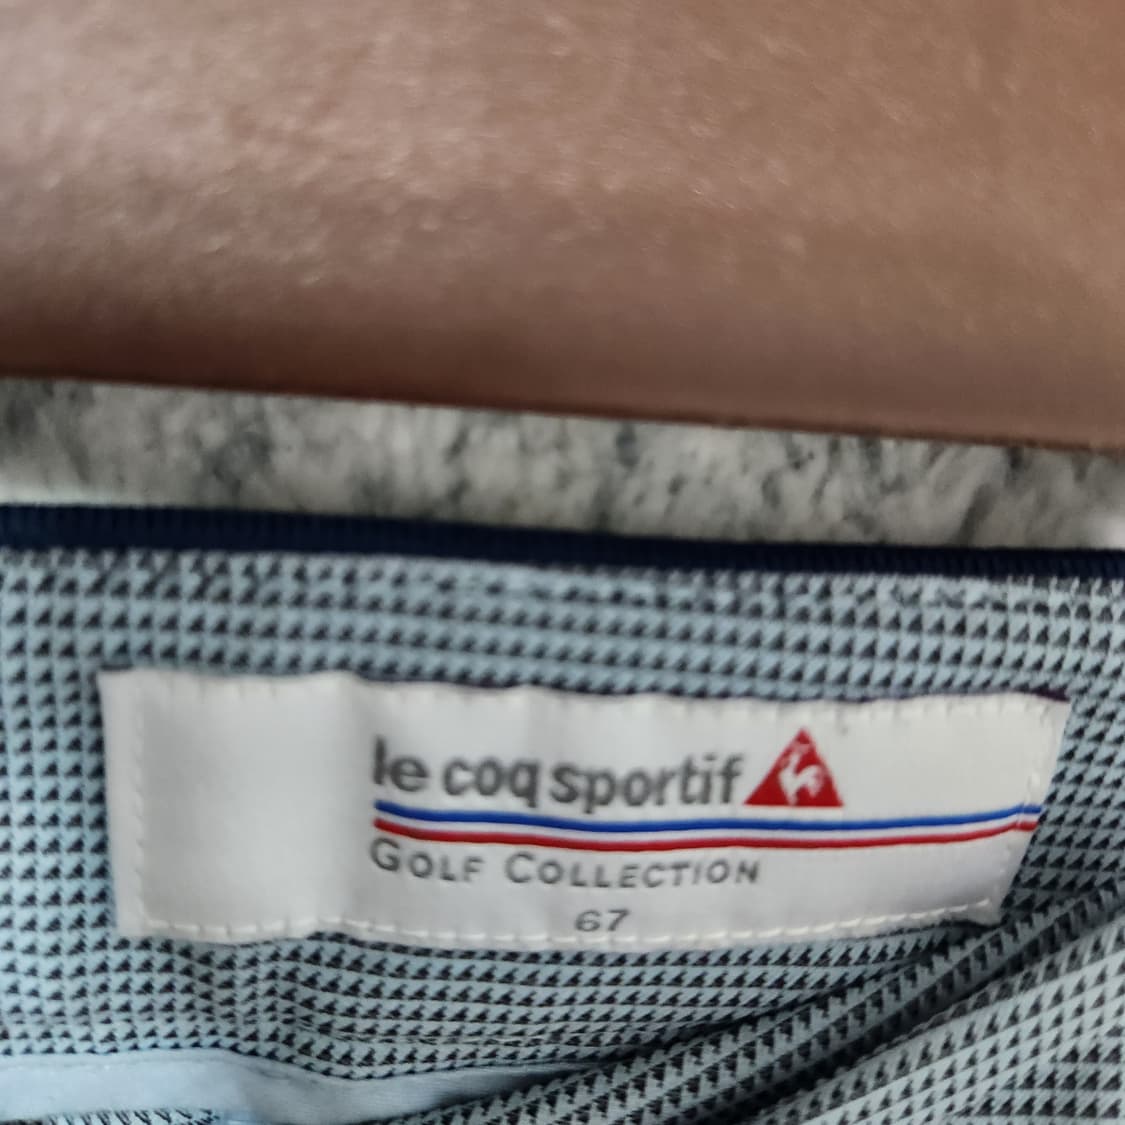 le coq sportif
GOLF COLLECTION
67